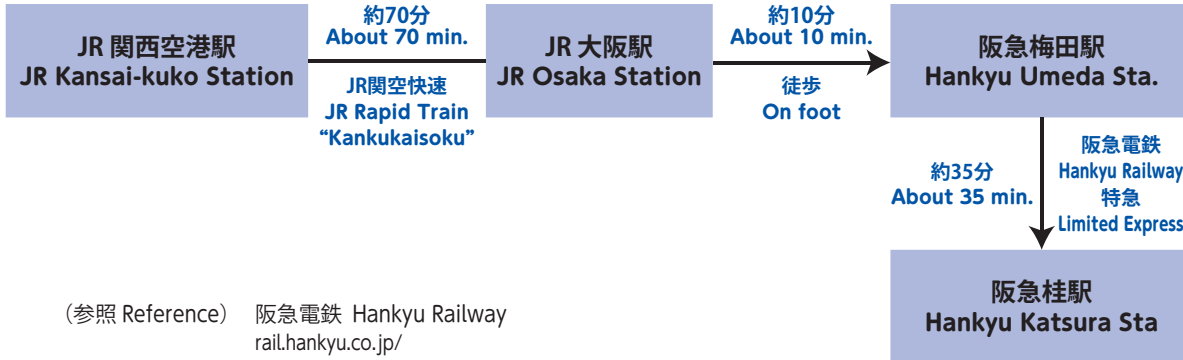 JR 関西空港駅
JR Kansai-kuko Station
約70分
About 70 min.
JR関空快速
JR Rapid Train
“Kankukaisoku”
JR 大阪駅
JR Osaka Station
約10分
About 10 min.
徒歩
On foot
阪急梅田駅
Hankyu Umeda Sta.
約35分
About 35 min.
阪急電鉄
Hankyu Railway
特急
Limited Express
阪急桂駅
Hankyu Katsura Sta
（参照 Reference） 阪急電鉄 Hankyu Railway
rail.hankyu.co.jp/